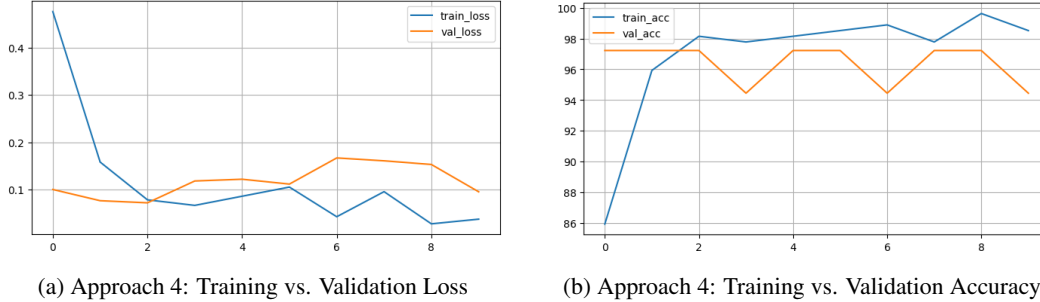 train_loss
val_loss
0.4
0.3
0.2
0.1
0 2 4 6 8
(a) Approach 4: Training vs. Validation Loss
train_acc
val_acc
100
98
96
94
92
90
88
86
0 2 4 6 8
(b) Approach 4: Training vs. Validation Accuracy